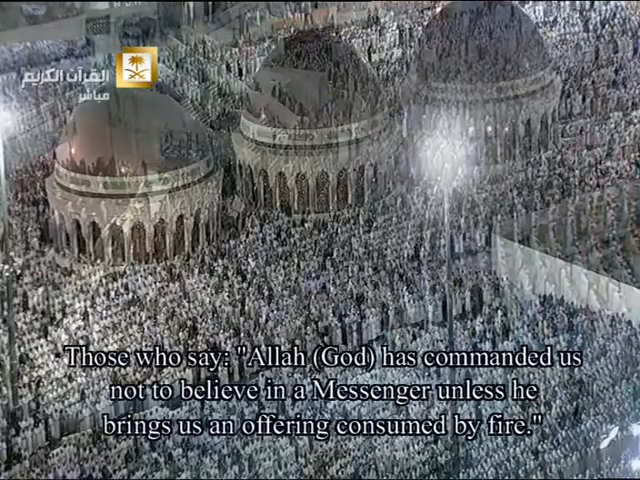 القرآن الكريم
مباشر
Those who say: "Allah (God) has commanded us
not to believe in a Messenger unless he
brings us an offering consumed by fire."